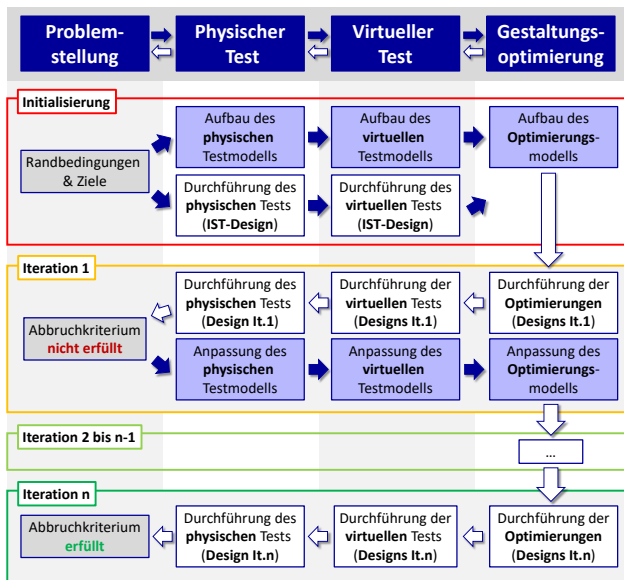 Problem-
stellung
Physischer
Test
Virtueller
Test
Gestaltungs-
optimierung
Initialisierung
Randbedingungen
& Ziele
Aufbau des
physischen
Testmodells
Aufbau des
virtuellen
Testmodells
Aufbau des
Optimierungs-
modells
Durchführung des
physischen Tests
(IST-Design)
Durchführung des
virtuellen Tests
(IST-Design)
Iteration 1
Abbruchkriterium
nicht erfüllt
Durchführung des
physischen Tests
(Design It.1)
Durchführung der
virtuellen Tests
(Designs It.1)
Durchführung der
Optimierungen
(Designs It.1)
Anpassung des
physischen
Testmodells
Anpassung des
virtuellen
Testmodells
Anpassung des
Optimierungs-
modells
Iteration 2 bis n-1
...
Iteration n
Abbruchkriterium
erfüllt
Durchführung des
physischen Tests
(Design It.n)
Durchführung der
virtuellen Tests
(Designs It.n)
Durchführung der
Optimierungen
(Designs It.n)